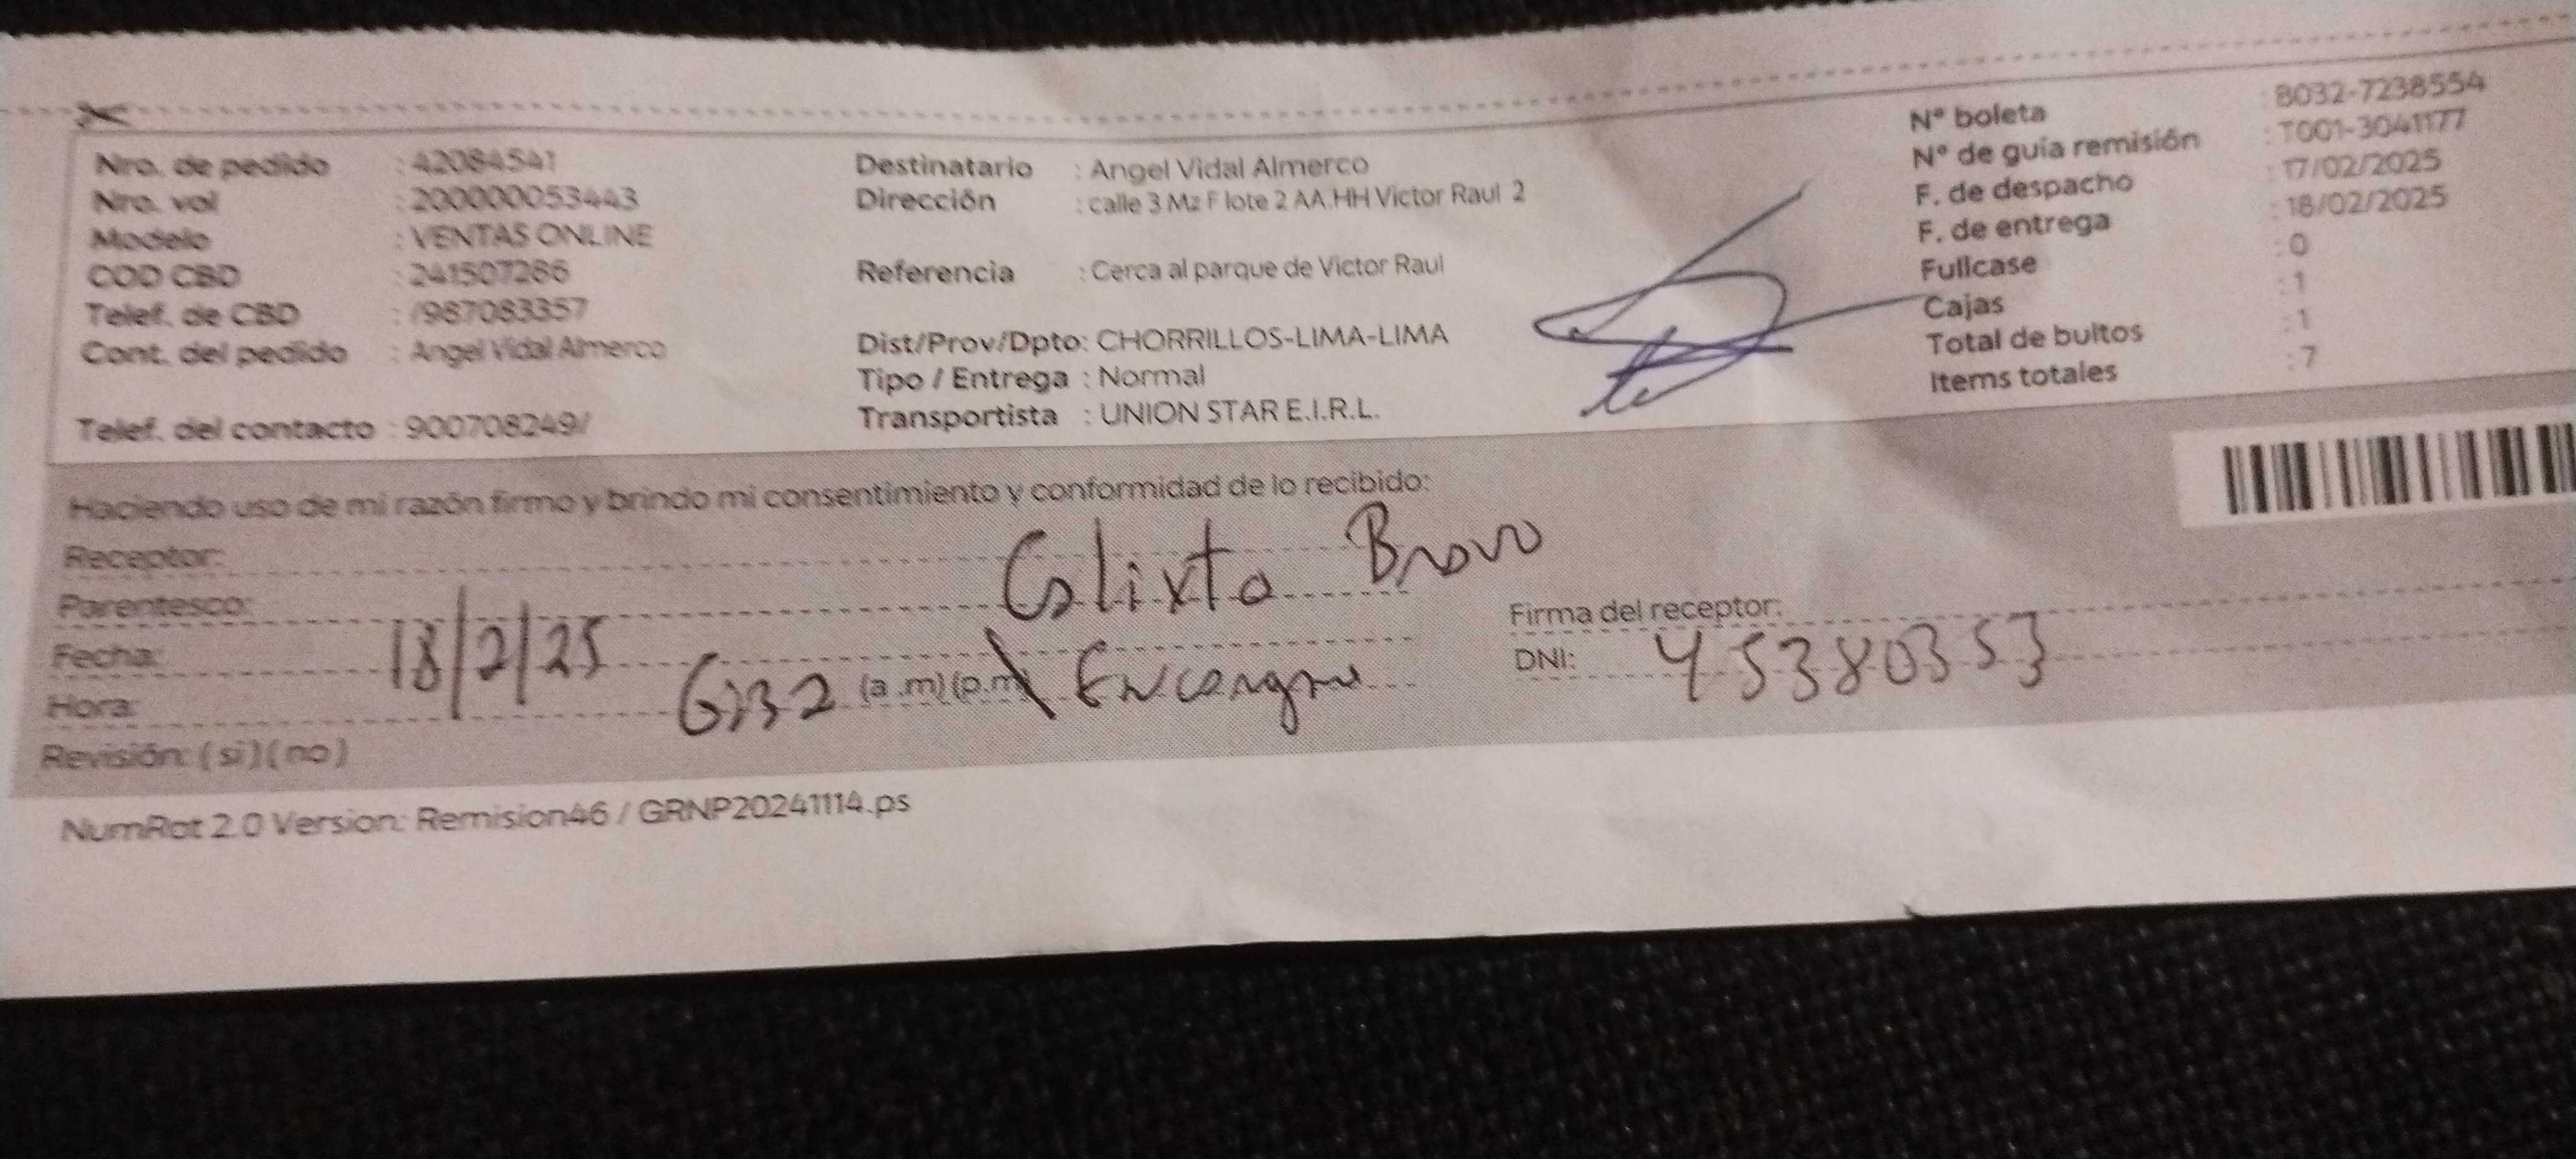 Nro. de pedido : 42084541
Nro. vol : 200000053443
Modelo : VENTAS ONLINE
COD CBD : 241507286
Telef. de CBD : /987083357
Cont. del pedido : Angel Vidal Almerco
Telef. del contacto : 900708249/
Destinatario : Angel Vidal Almerco
Dirección : calle 3 Mz F lote 2 AA.HH Victor Raul 2
Referencia : Cerca al parque de Victor Raul
Dist/Prov/Dpto: CHORRILLOS-LIMA-LIMA
Tipo / Entrega : Normal
Transportista : UNION STAR E.I.R.L.
N° boleta : B032-7238554
N° de guia remisión : T001-3041177
F. de despacho : 17/02/2025
F. de entrega : 18/02/2025
Fullcase : 0
Cajas : 1
Total de bultos : 1
Items totales : 7
Haciendo uso de mi razón firmo y brindo mi consentimiento y conformidad de lo recibido:
Receptor: Calixto Bravo
Parentesco:
Fecha: 18/2/25
Hora: 6:32 (a.m)(p.m)
Firma del receptor:
DNI: 45380353
Revisión: (si)(no)
NumRot 2.0 Version: Remision46 / GRNP20241114.ps